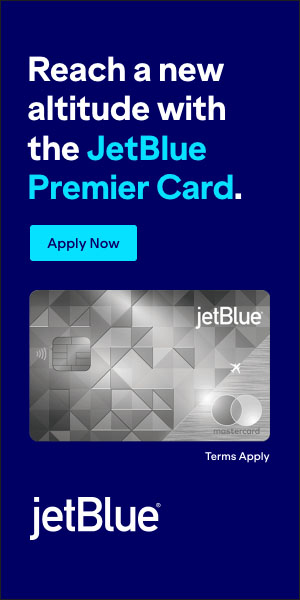 Reach a new
altitude with
the JetBlue
Premier Card.
Apply Now
jetBlue
mastercard
Terms Apply
jetBlue®